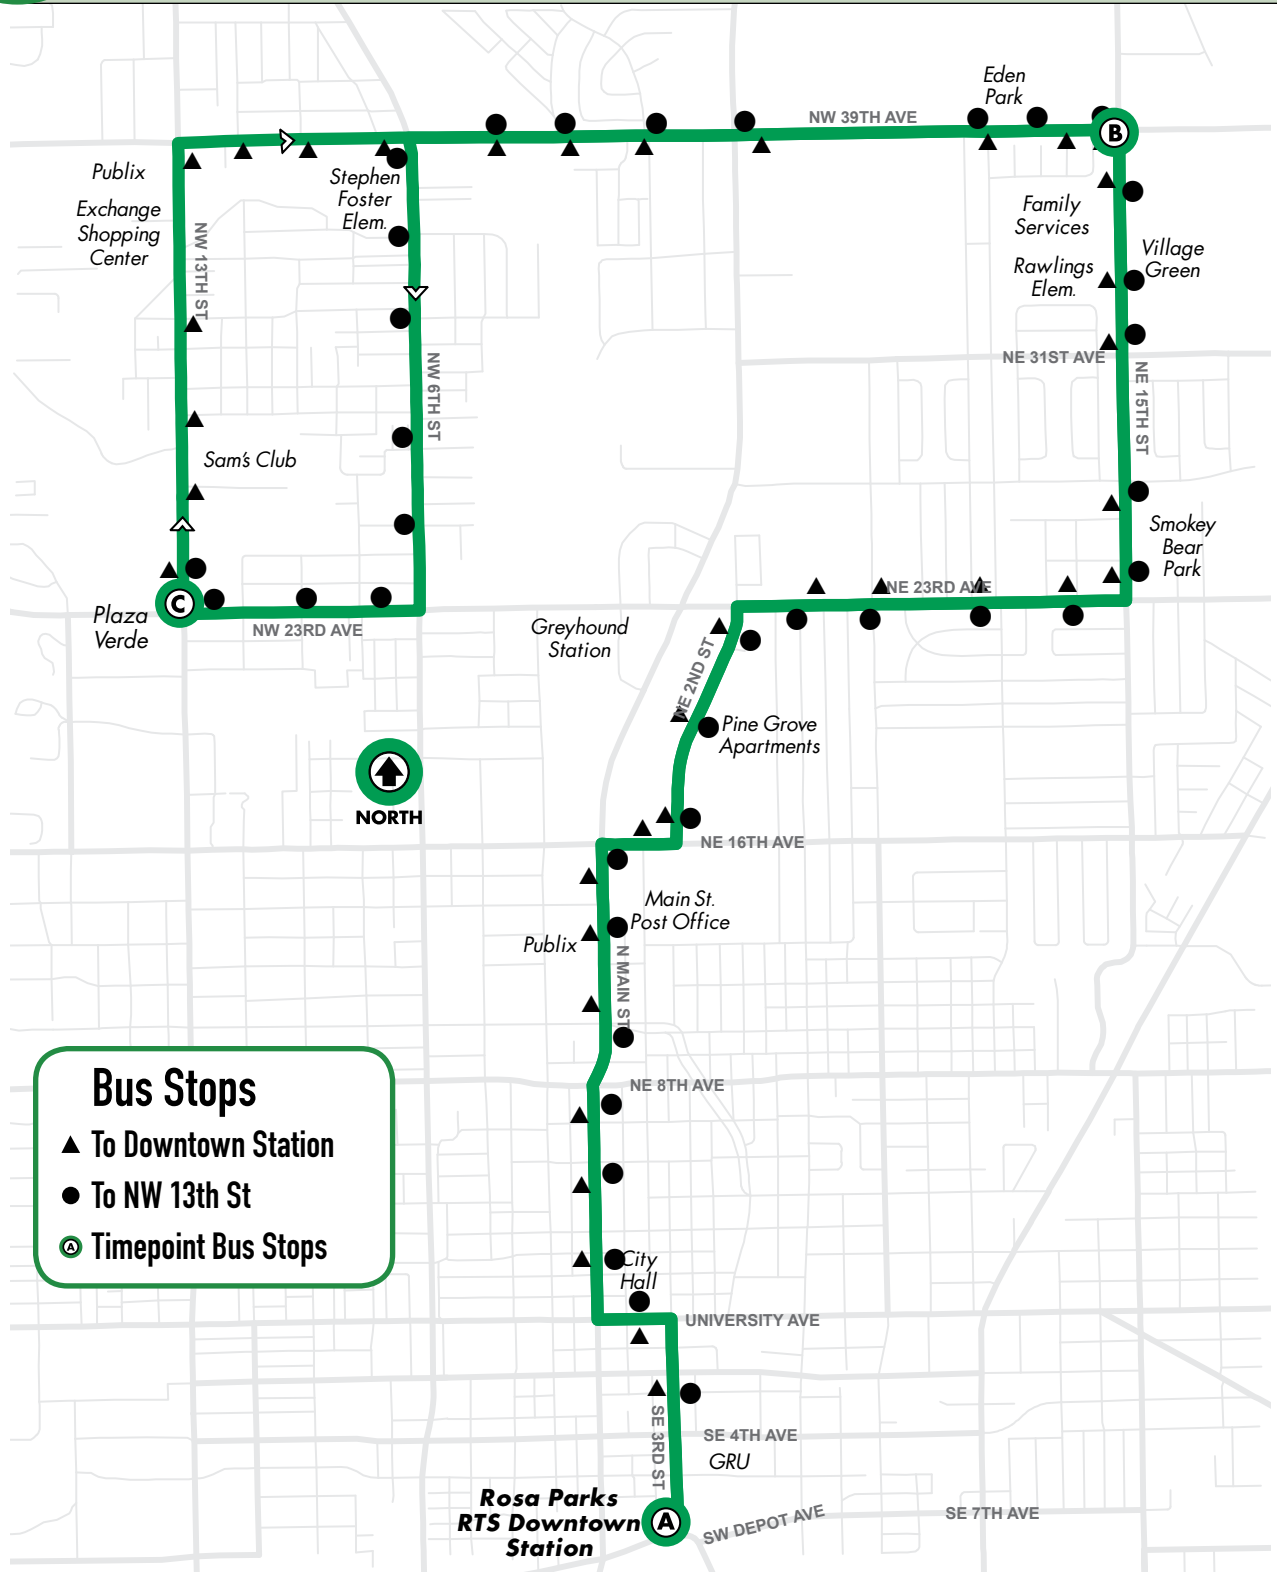 Eden
Park
NW 39TH AVE
B
Publix
Exchange
Shopping
Center
Stephen
Foster
Elem.
NW 13TH ST
Family
Services
Village
Green
Rawlings
Elem.
NE 31ST AVE
NW 6TH ST
NE 15TH ST
Sam's Club
Smokey
Bear
Park
NE 23RD AVE
C
Plaza
Verde
NW 23RD AVE
Greyhound
Station
NE 2ND ST
Pine Grove
Apartments
NORTH
NE 16TH AVE
Main St.
Post Office
Publix
N MAIN ST
NE 8TH AVE
Bus Stops
To Downtown Station
To NW 13th St
A
Timepoint Bus Stops
City
Hall
UNIVERSITY AVE
SE 3RD ST
SE 4TH AVE
GRU
Rosa Parks
RTS Downtown
Station
A
SW DEPOT AVE
SE 7TH AVE